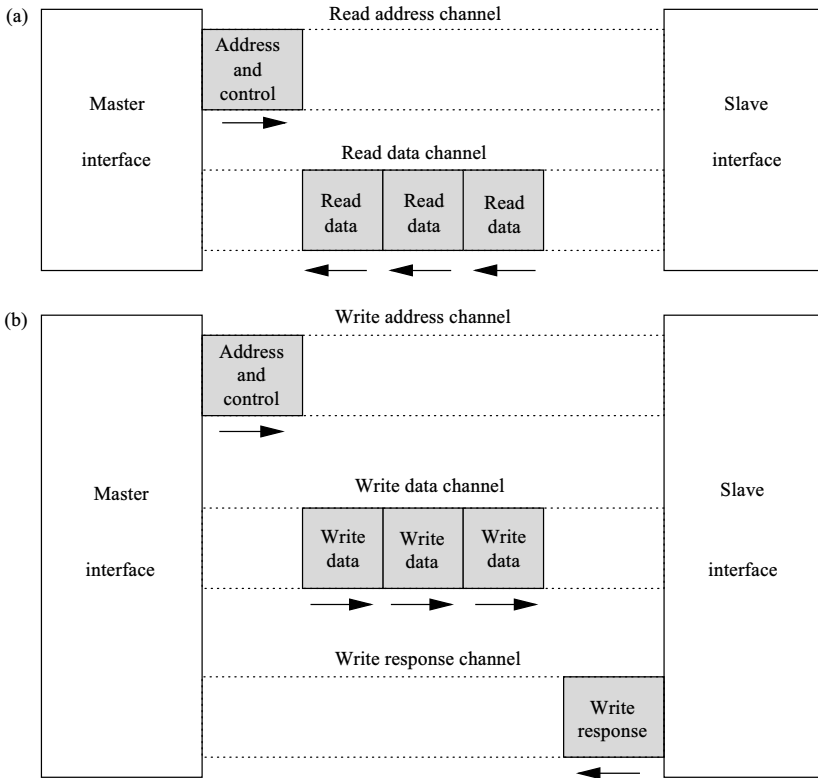 (a)
Read address channel
Address
and
control
Master
interface
Slave
interface
Read data channel
Read
data
Read
data
Read
data
(b)
Write address channel
Address
and
control
Master
interface
Slave
interface
Write data channel
Write
data
Write
data
Write
data
Write response channel
Write
response